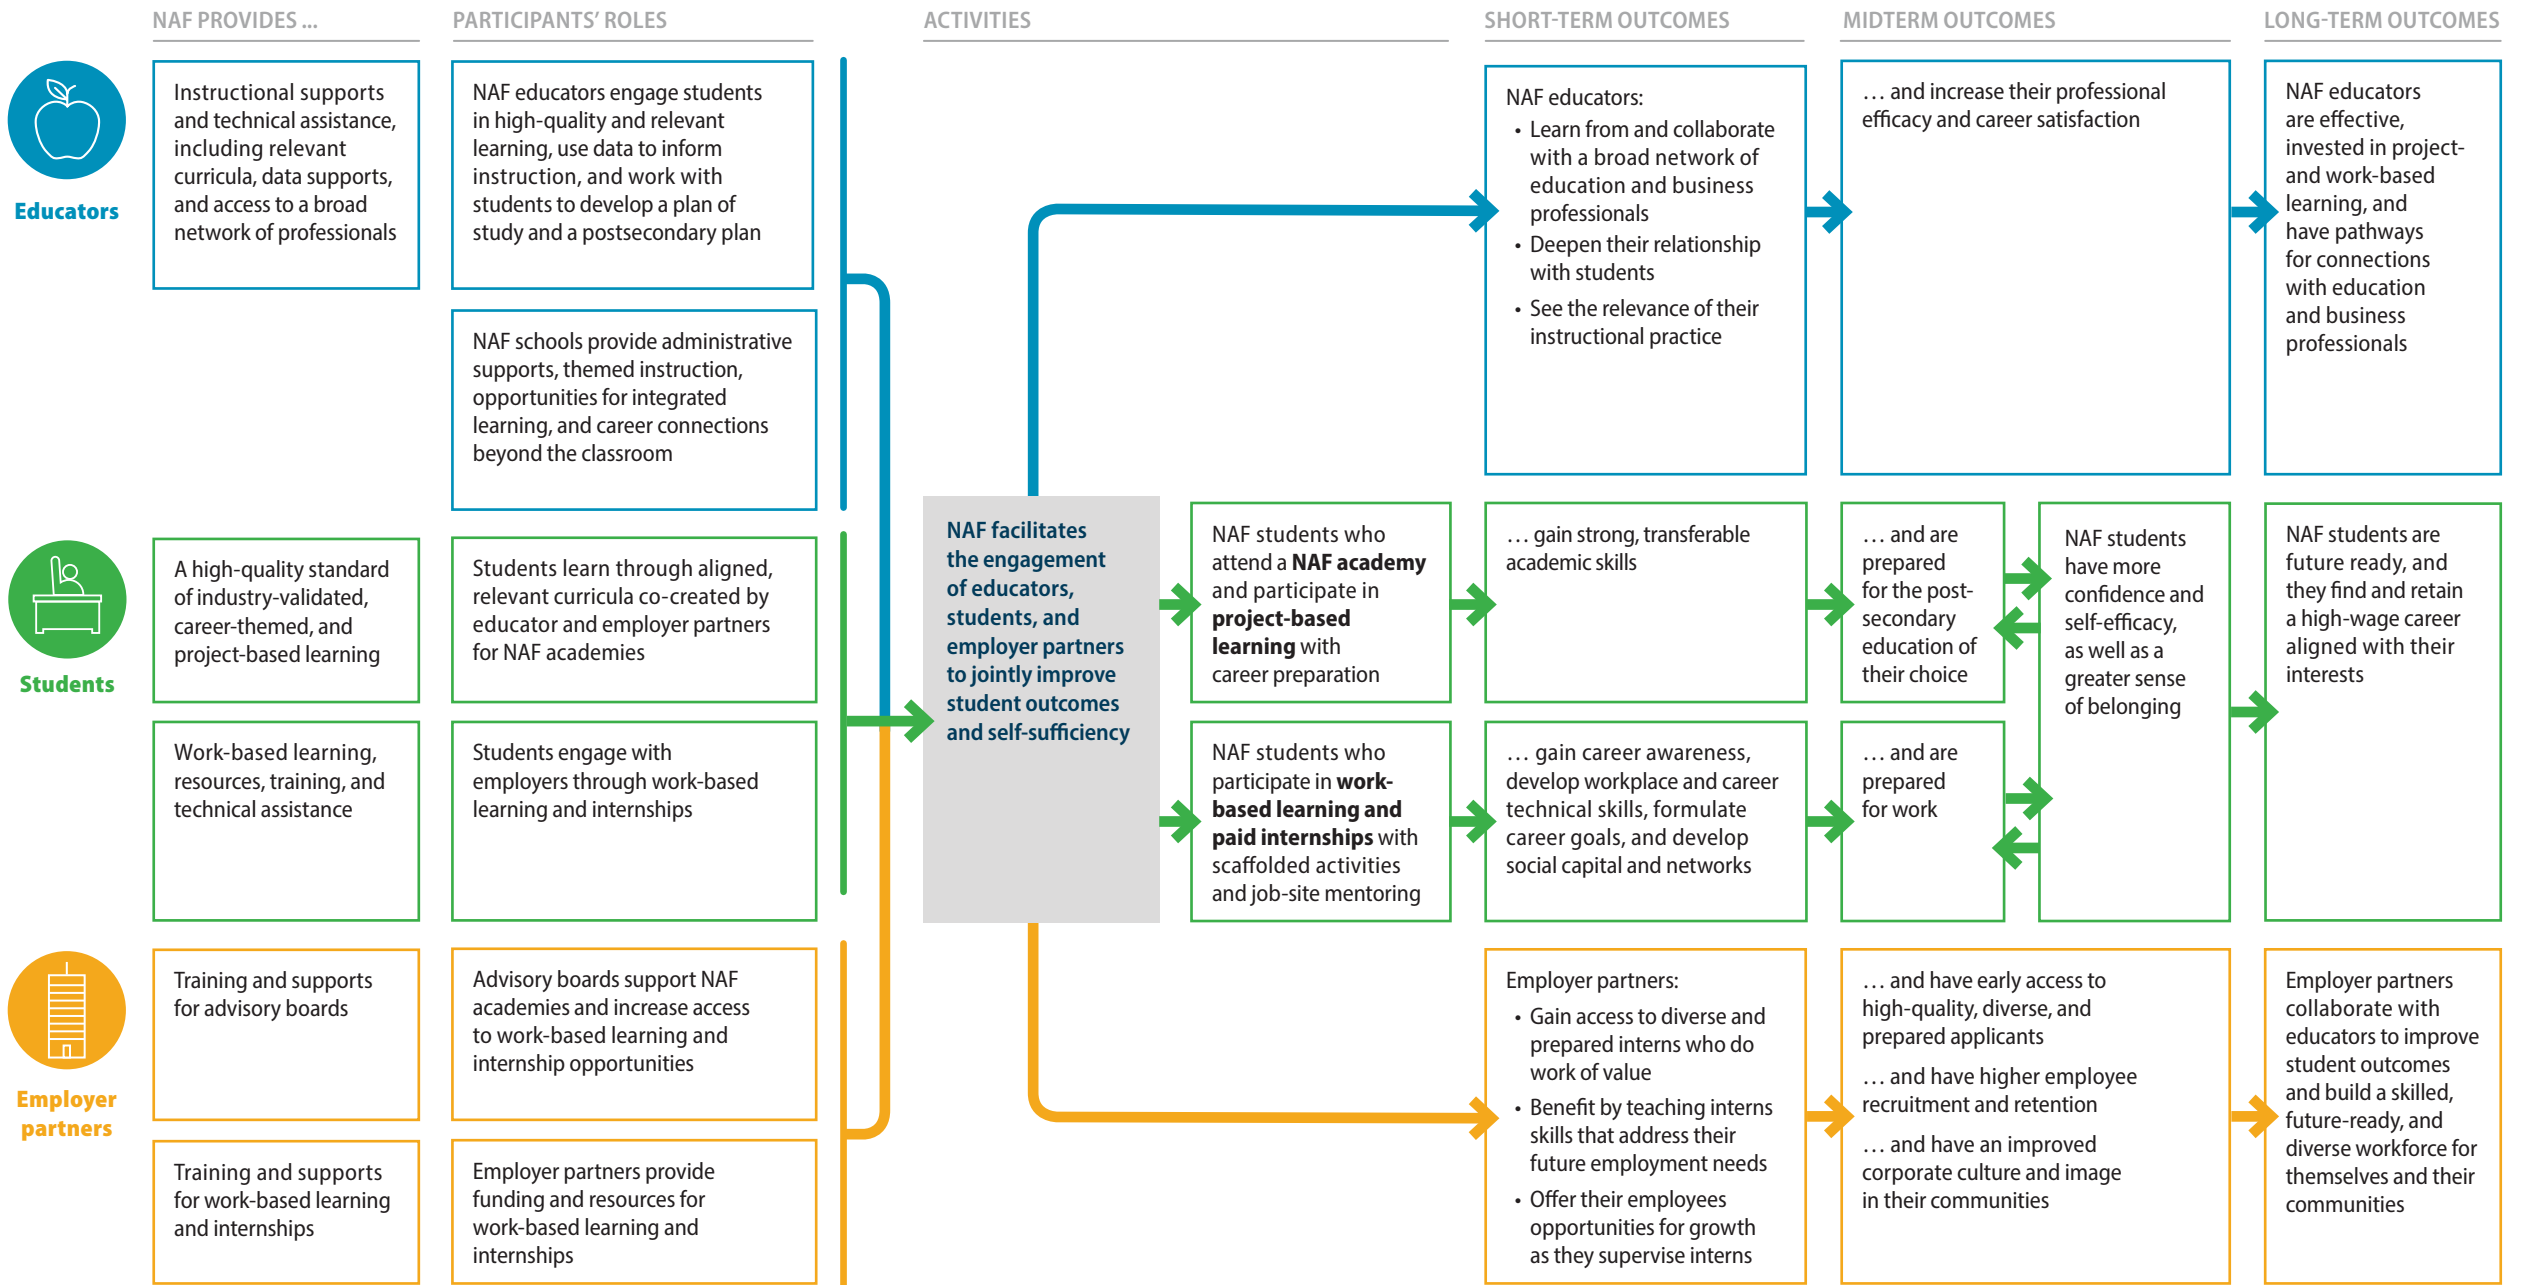 NAF PROVIDES ...
PARTICIPANTS’ ROLES
ACTIVITIES
SHORT-TERM OUTCOMES
MIDTERM OUTCOMES
LONG-TERM OUTCOMES
Educators
Instructional supports
and technical assistance,
including relevant
curricula, data supports,
and access to a broad
network of professionals
NAF educators engage students
in high-quality and relevant
learning, use data to inform
instruction, and work with
students to develop a plan of
study and a postsecondary plan
NAF schools provide administrative
supports, themed instruction,
opportunities for integrated
learning, and career connections
beyond the classroom
NAF educators:
• Learn from and collaborate
with a broad network of
education and business
professionals
• Deepen their relationship
with students
• See the relevance of their
instructional practice
… and increase their professional
efficacy and career satisfaction
NAF educators
are effective,
invested in project-
and work-based
learning, and
have pathways
for connections
with education
and business
professionals
Students
A high-quality standard
of industry-validated,
career-themed, and
project-based learning
Students learn through aligned,
relevant curricula co-created by
educator and employer partners
for NAF academies
Work-based learning,
resources, training, and
technical assistance
Students engage with
employers through work-based
learning and internships
NAF facilitates
the engagement
of educators,
students, and
employer partners
to jointly improve
student outcomes
and self-sufficiency
NAF students who
attend a NAF academy
and participate in
project-based
learning with
career preparation
… gain strong, transferable
academic skills
… and are
prepared
for the post-
secondary
education of
their choice
NAF students who
participate in work-
based learning and
paid internships with
scaffolded activities
and job-site mentoring
… gain career awareness,
develop workplace and career
technical skills, formulate
career goals, and develop
social capital and networks
… and are
prepared
for work
NAF students
have more
confidence and
self-efficacy,
as well as a
greater sense
of belonging
NAF students are
future ready, and
they find and retain
a high-wage career
aligned with their
interests
Employer
partners
Training and supports
for advisory boards
Advisory boards support NAF
academies and increase access
to work-based learning and
internship opportunities
Training and supports
for work-based learning
and internships
Employer partners provide
funding and resources for
work-based learning and
internships
Employer partners:
• Gain access to diverse and
prepared interns who do
work of value
• Benefit by teaching interns
skills that address their
future employment needs
• Offer their employees
opportunities for growth
as they supervise interns
… and have early access to
high-quality, diverse, and
prepared applicants
… and have higher employee
recruitment and retention
… and have an improved
corporate culture and image
in their communities
Employer partners
collaborate with
educators to improve
student outcomes
and build a skilled,
future-ready, and
diverse workforce for
themselves and their
communities